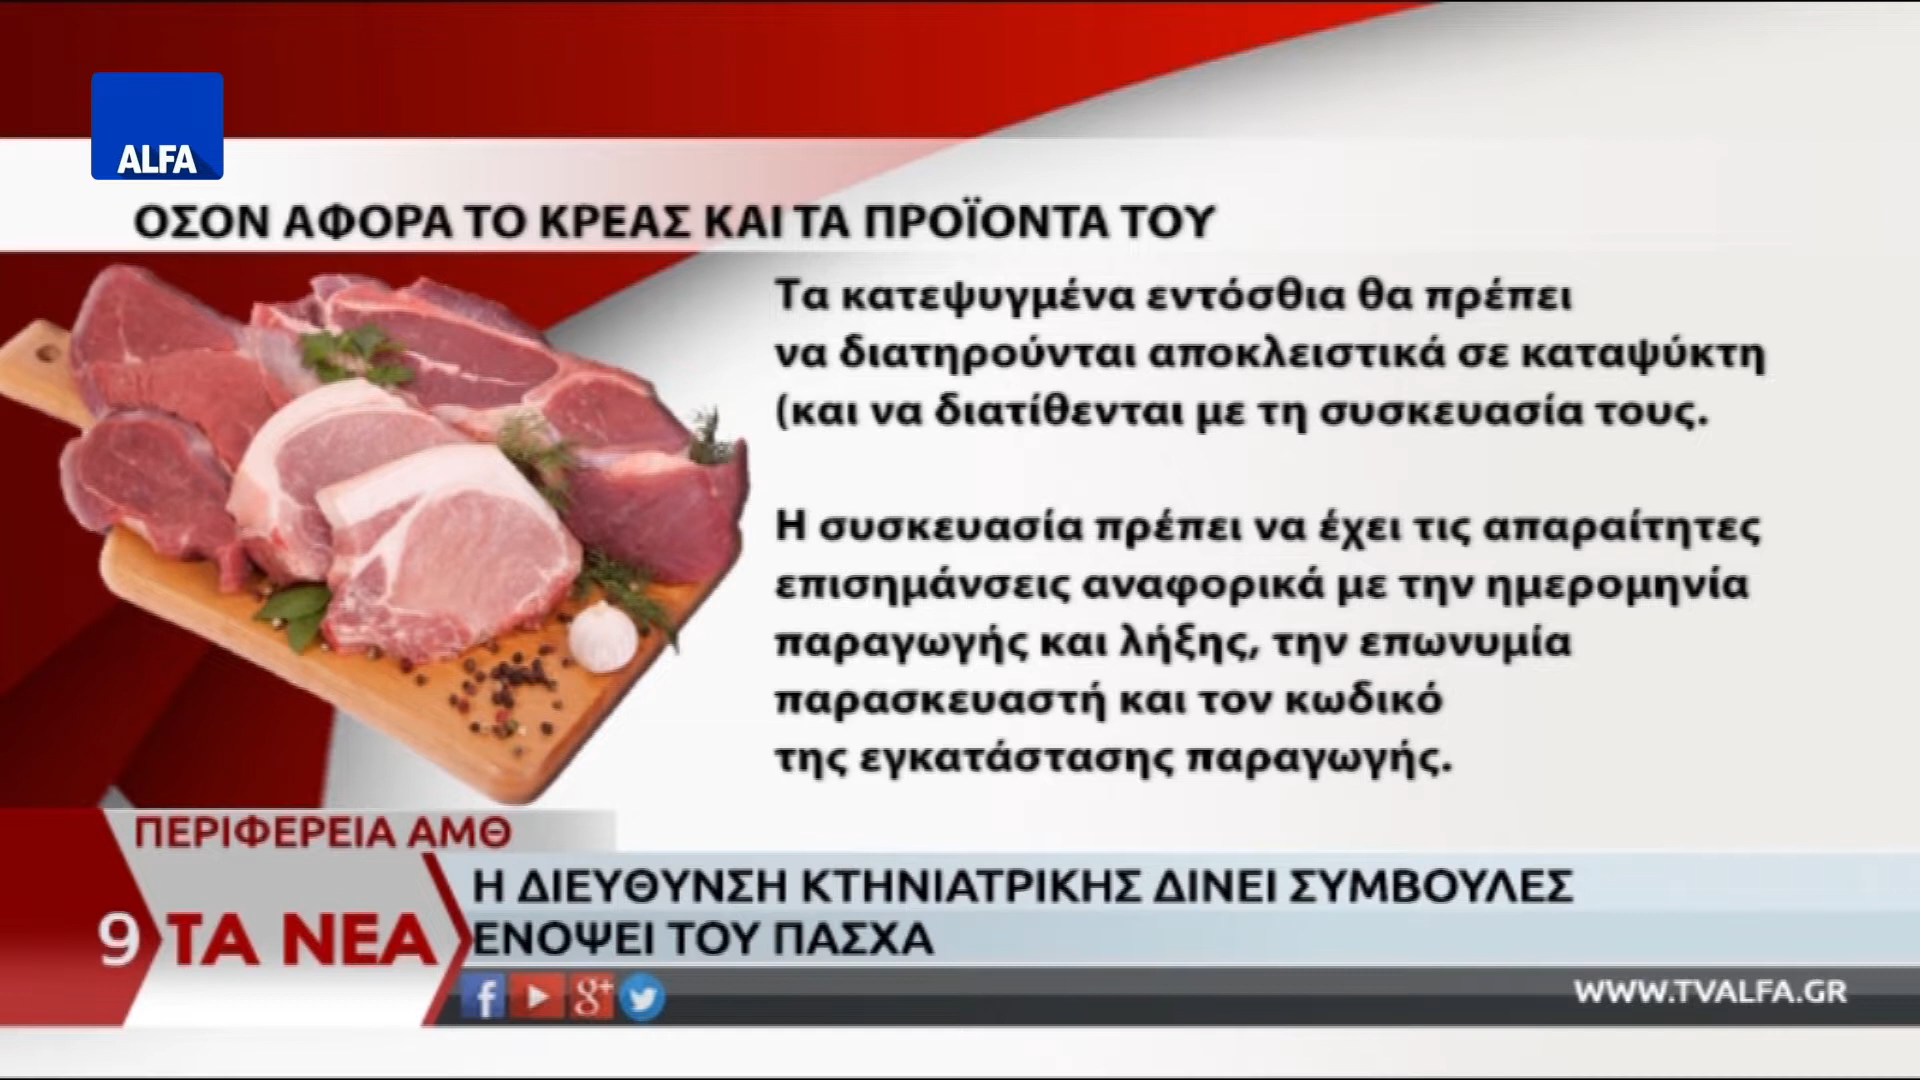 ALFA
ΟΣΟΝ ΑΦΟΡΑ ΤΟ ΚΡΕΑΣ ΚΑΙ ΤΑ ΠΡΟΪΟΝΤΑ ΤΟΥ
Τα κατεψυγμένα εντόσθια θα πρέπει
να διατηρούνται αποκλειστικά σε καταψύκτη
(και να διατίθενται με τη συσκευασία τους.
Η συσκευασία πρέπει να έχει τις απαραίτητες
επισημάνσεις αναφορικά με την ημερομηνία
παραγωγής και λήξης, την επωνυμία
παρασκευαστή και τον κωδικό
της εγκατάστασης παραγωγής.
ΠΕΡΙΦΕΡΕΙΑ ΑΜΘ
Η ΔΙΕΥΘΥΝΣΗ ΚΤΗΝΙΑΤΡΙΚΗΣ ΔΙΝΕΙ ΣΥΜΒΟΥΛΕΣ
ΕΝΟΨΕΙ ΤΟΥ ΠΑΣΧΑ
9 ΤΑ ΝΕΑ
f g+
WWW.TVALFA.GR